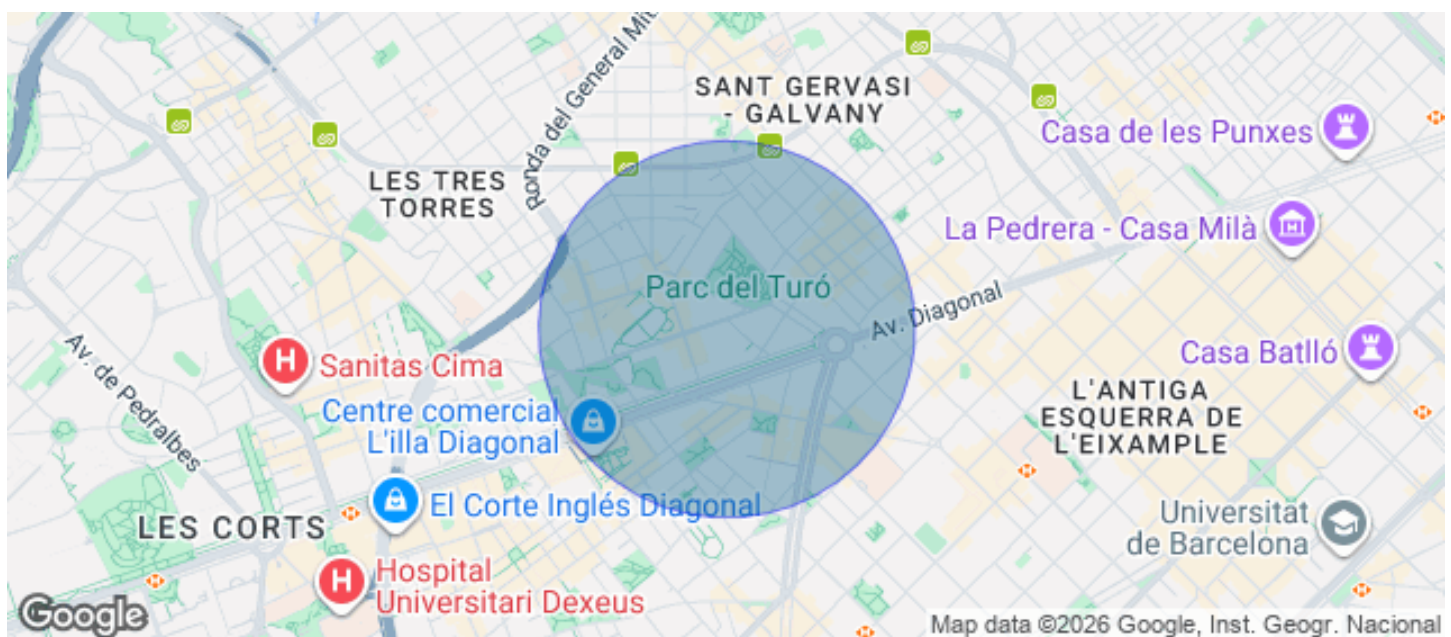 Ronda del General Mit
SANT GERVASI
- GALVANY
Casa de les Punxes
LES TRES
TORRES
La Pedrera - Casa Milà
Parc del Turó
Av. Diagonal
Av. de Pedralbes
Sanitas Cima
Casa Batlló
Centre comercial
L'illa Diagonal
L'ANTIGA
ESQUERRA DE
L'EIXAMPLE
El Corte Inglés Diagonal
LES CORTS
Universitat
de Barcelona
Hospital
Universitari Dexeus
Google
Map data ©2026 Google, Inst. Geogr. Nacional